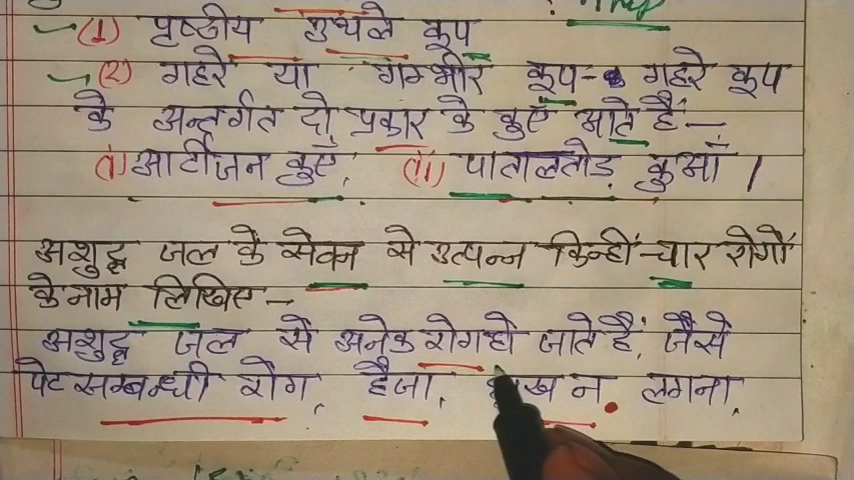 (1) पृष्ठीय उथले कूप
(2) गहरे या गम्भीर कूप- गहरे कूप
के अन्तर्गत दो प्रकार के कुएँ आते हैं—
(i) आर्टीजन कुएँ, (ii) पातालतोड़ कुआँ।
अशुद्ध जल के सेवन से उत्पन्न किन्हीं चार रोगों
के नाम लिखिए-
अशुद्ध जल से अनेक रोग हो जाते हैं, जैसे
पेट सम्बन्धी रोग, हैजा, भूख न लगना,